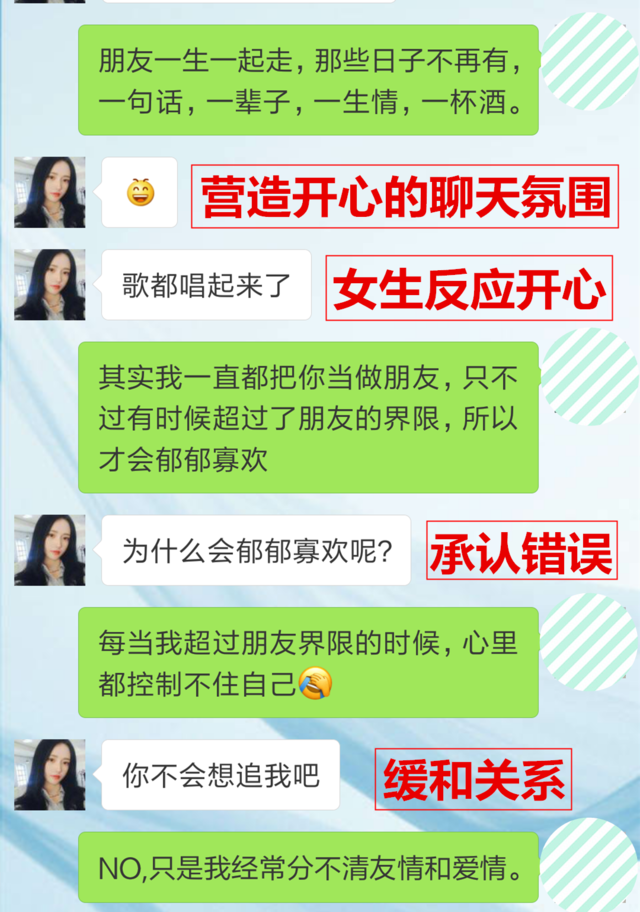 朋友一生一起走，那些日子不再有，
一句话，一辈子，一生情，一杯酒。
营造开心的聊天氛围
歌都唱起来了
女生反应开心
其实我一直都把你当做朋友，只不
过有时候超过了朋友的界限，所以
才会郁郁寡欢
为什么会郁郁寡欢呢？
承认错误
每当我超过朋友界限的时候，心里
都控制不住自己
你不会想追我吧
缓和关系
NO,只是我经常分不清友情和爱情。